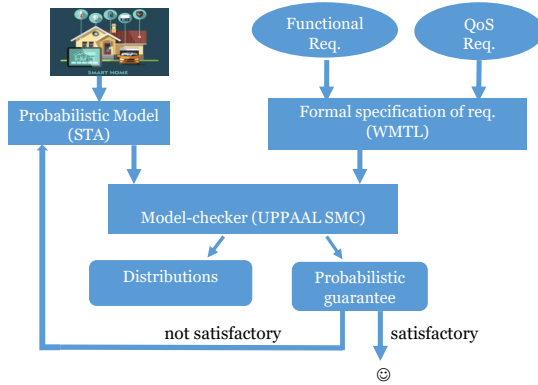 Functional
Req.
QoS
Req.
SMART HOME
Probabilistic Model
(STA)
Formal specification of req.
(WMTL)
Model-checker (UPPAAL SMC)
Distributions
Probabilistic
guarantee
not satisfactory
satisfactory